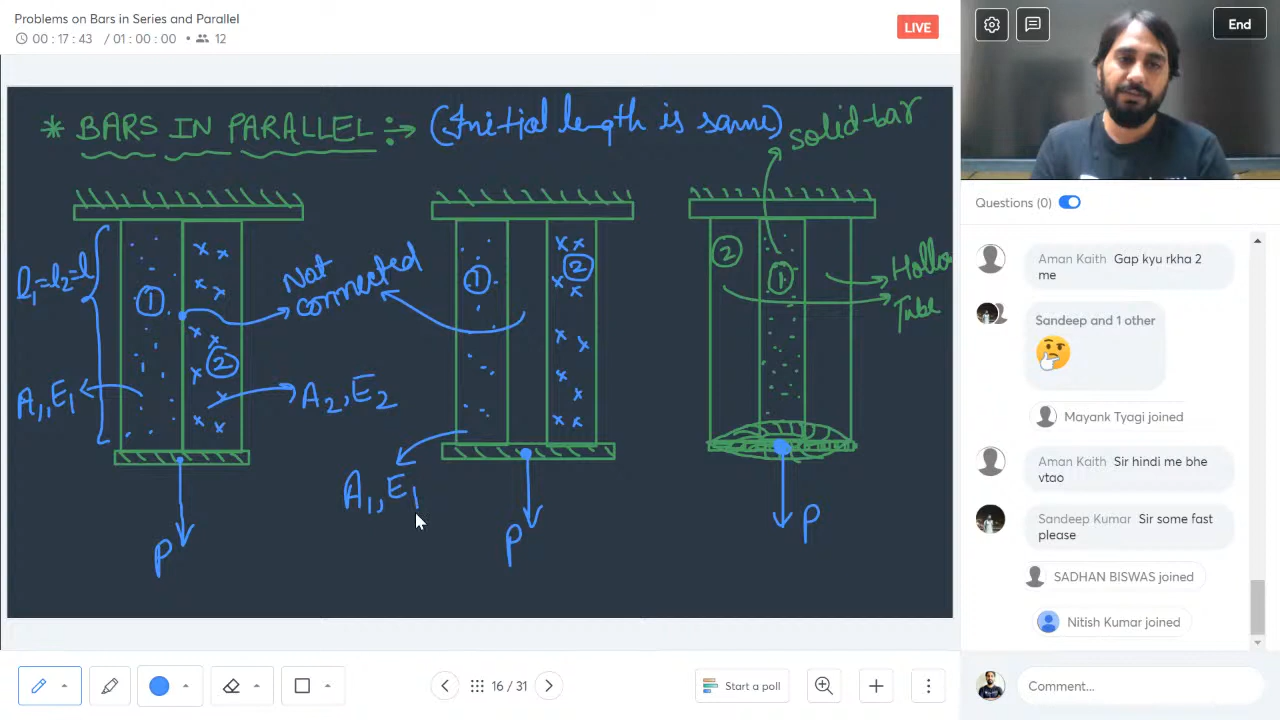 Problems on Bars in Series and Parallel
00 : 17 : 43 / 01 : 00 : 00 • 12
LIVE
End
* BARS IN PARALLEL :→ (Initial length is same)
solid bar
l₁=l₂=l
①
Not connected
①
②
②
①
Hollo
Tube
②
A₁,E₁
A₂,E₂
A₁,E₁
P
P
P
Questions (0)
Aman Kaith Gap kyu rkha 2
me
Sandeep and 1 other
Mayank Tyagi joined
Aman Kaith Sir hindi me bhe
vtao
Sandeep Kumar Sir some fast
please
SADHAN BISWAS joined
Nitish Kumar joined
16 / 31
Start a poll
Comment...